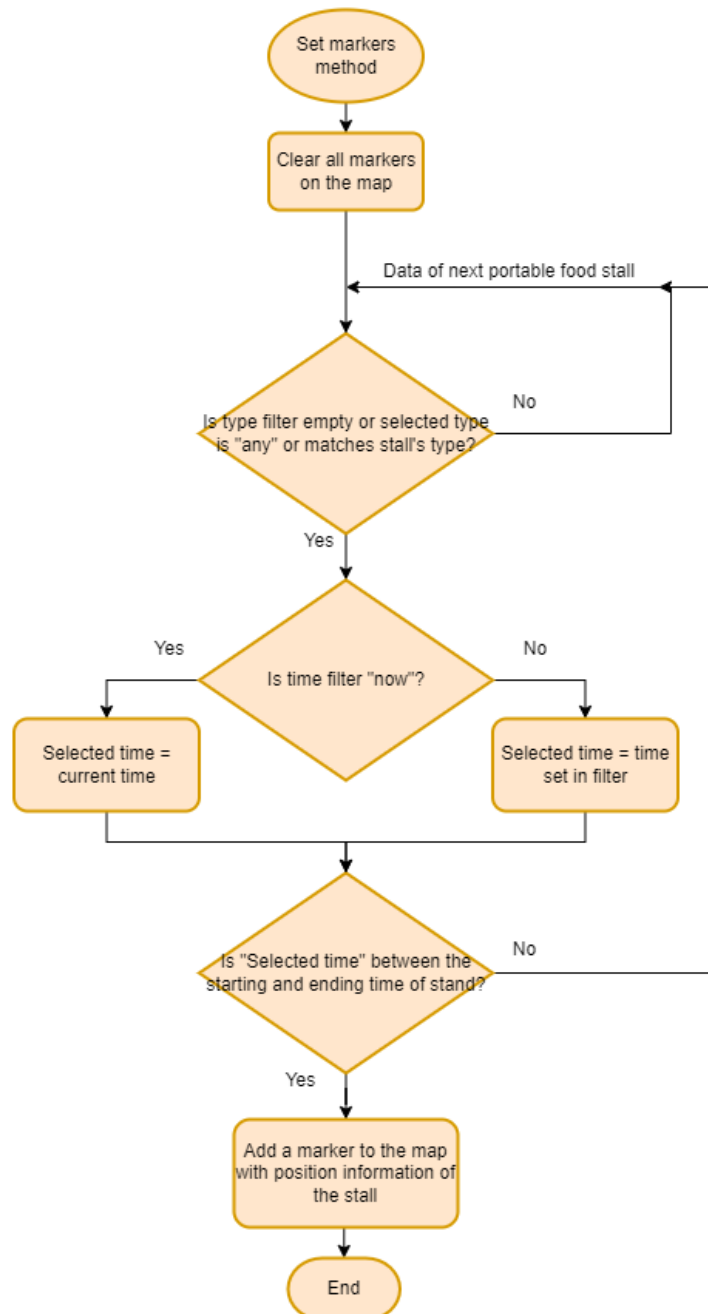 Set markers
method
Clear all markers
on the map
Data of next portable food stall
Is type filter empty or selected type
is "any" or matches stall's type?
No
Yes
Is time filter "now"?
Yes
No
Selected time =
current time
Selected time = time
set in filter
Is "Selected time" between the
starting and ending time of stand?
No
Yes
Add a marker to the map
with position information of
the stall
End